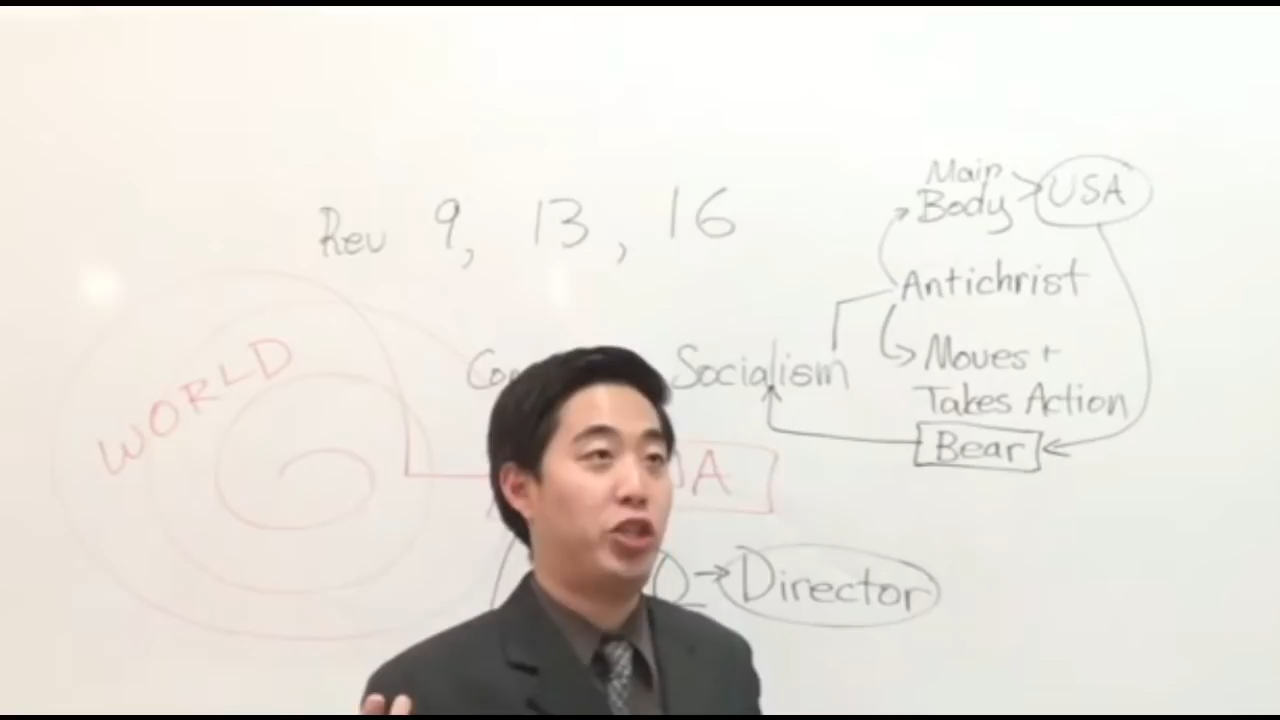 Rev 9, 13, 16
Main
Body > USA
Antichrist
Moves +
Takes Action
Bear
Socialism
WORLD
→ Director